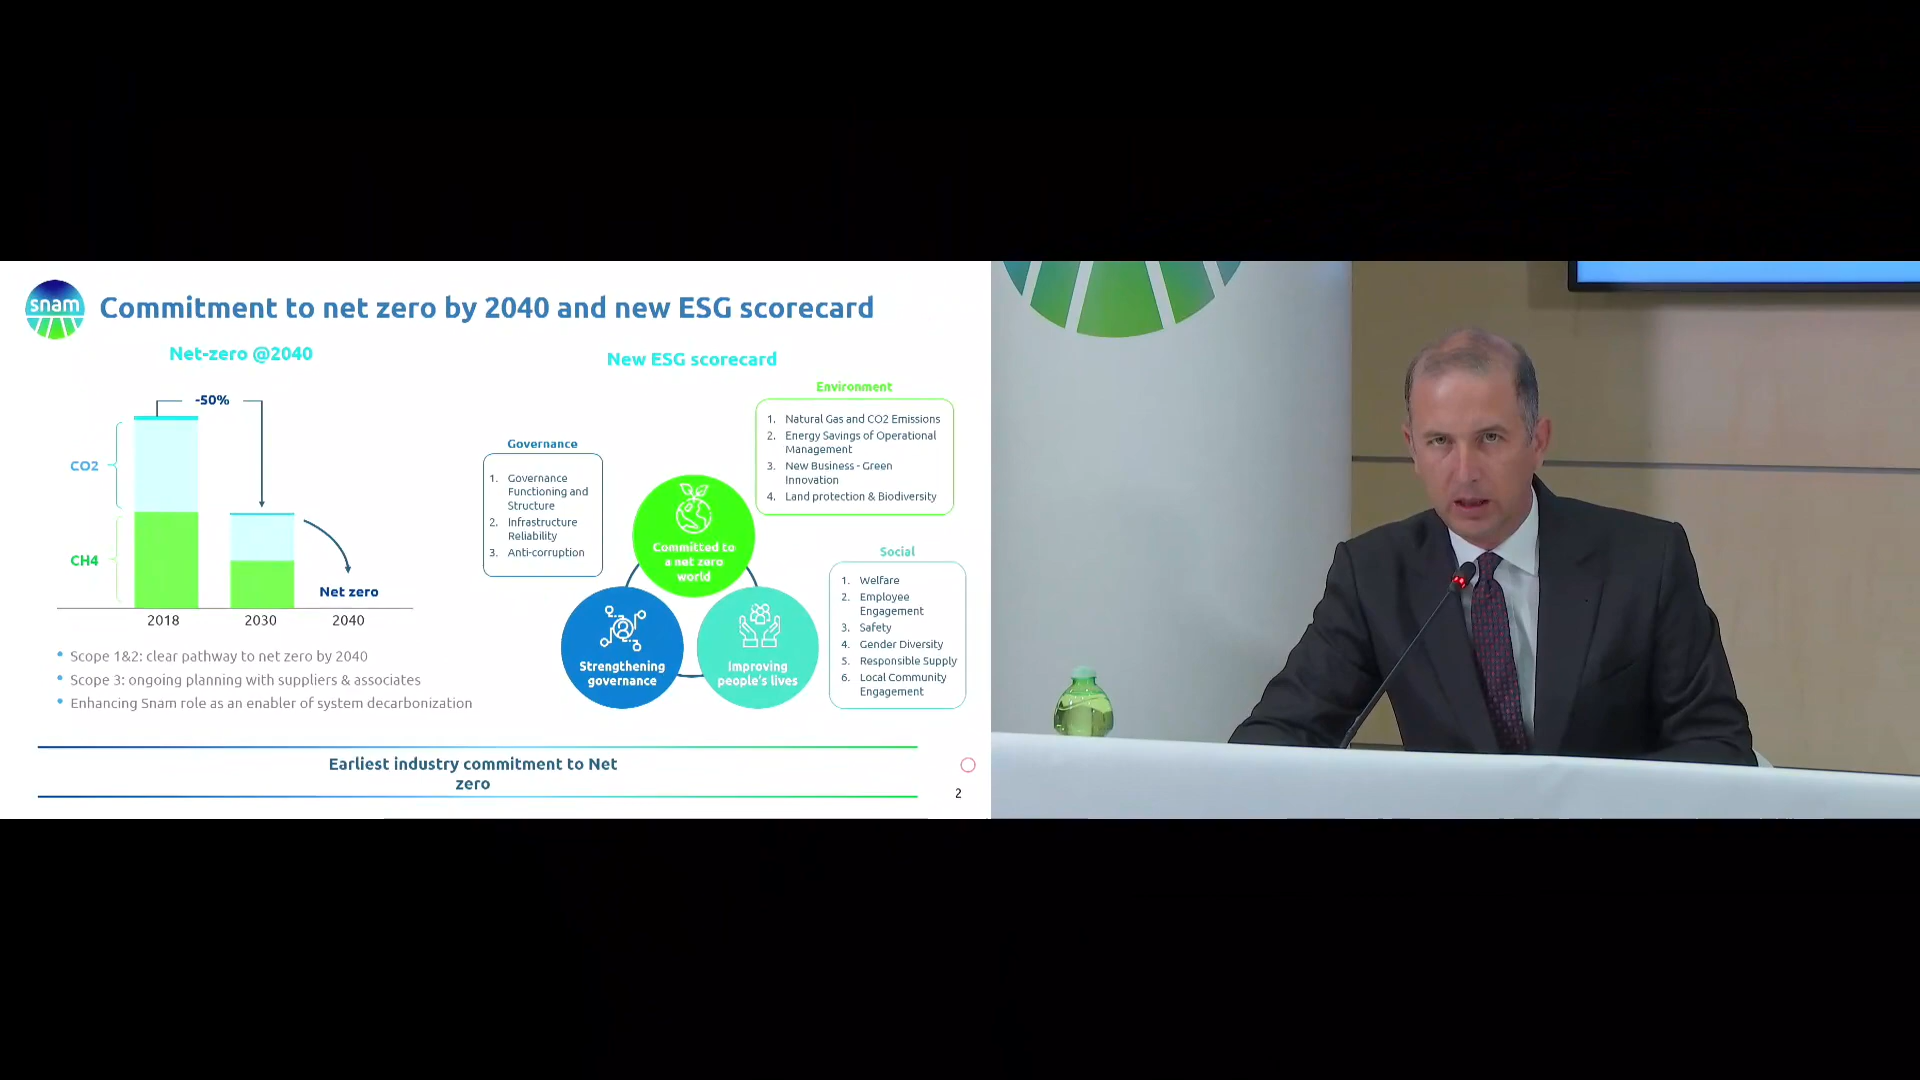 snam
Commitment to net zero by 2040 and new ESG scorecard
Net-zero @2040
-50%
CO2
CH4
Net zero
2018
2030
2040
• Scope 1&2: clear pathway to net zero by 2040
• Scope 3: ongoing planning with suppliers & associates
• Enhancing Snam role as an enabler of system decarbonization
New ESG scorecard
Governance
1. Governance
Functioning and
Structure
2. Infrastructure
Reliability
3. Anti-corruption
Environment
1. Natural Gas and CO2 Emissions
2. Energy Savings of Operational
Management
3. New Business - Green
Innovation
4. Land protection & Biodiversity
Committed to
a net zero
world
Strengthening
governance
Improving
people's lives
Social
1. Welfare
2. Employee
Engagement
3. Safety
4. Gender Diversity
5. Responsible Supply
6. Local Community
Engagement
Earliest industry commitment to Net
zero
2